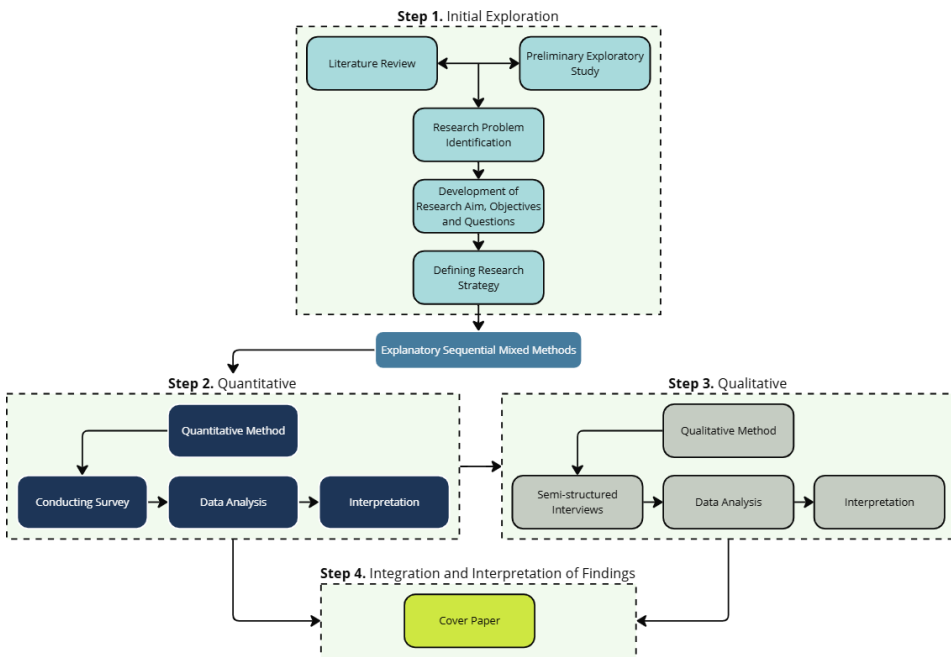 Step 1. Initial Exploration
Literature Review
Preliminary Exploratory
Study
Research Problem
Identification
Development of
Research Aim, Objectives
and Questions
Defining Research
Strategy
Explanatory Sequential Mixed Methods
Step 2. Quantitative
Quantitative Method
Conducting Survey
Data Analysis
Interpretation
Step 3. Qualitative
Qualitative Method
Semi-structured
Interviews
Data Analysis
Interpretation
Step 4. Integration and Interpretation of Findings
Cover Paper